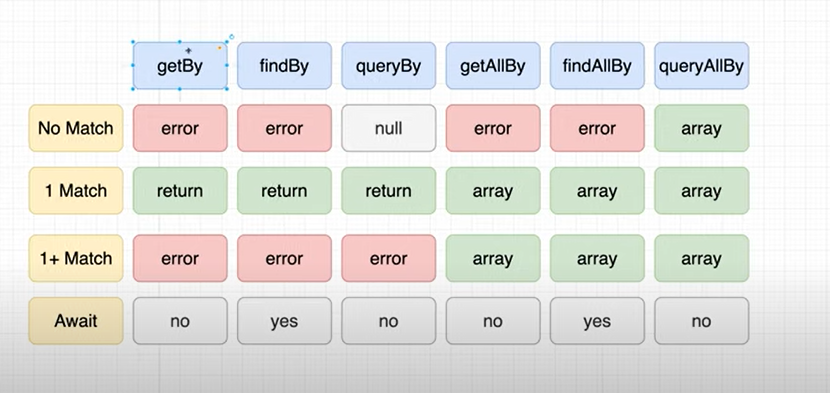 getBy findBy queryBy getAllBy findAllBy queryAllBy
No Match error error null error error array
1 Match return return return array array array
1+ Match error error error array array array
Await no yes no no yes no